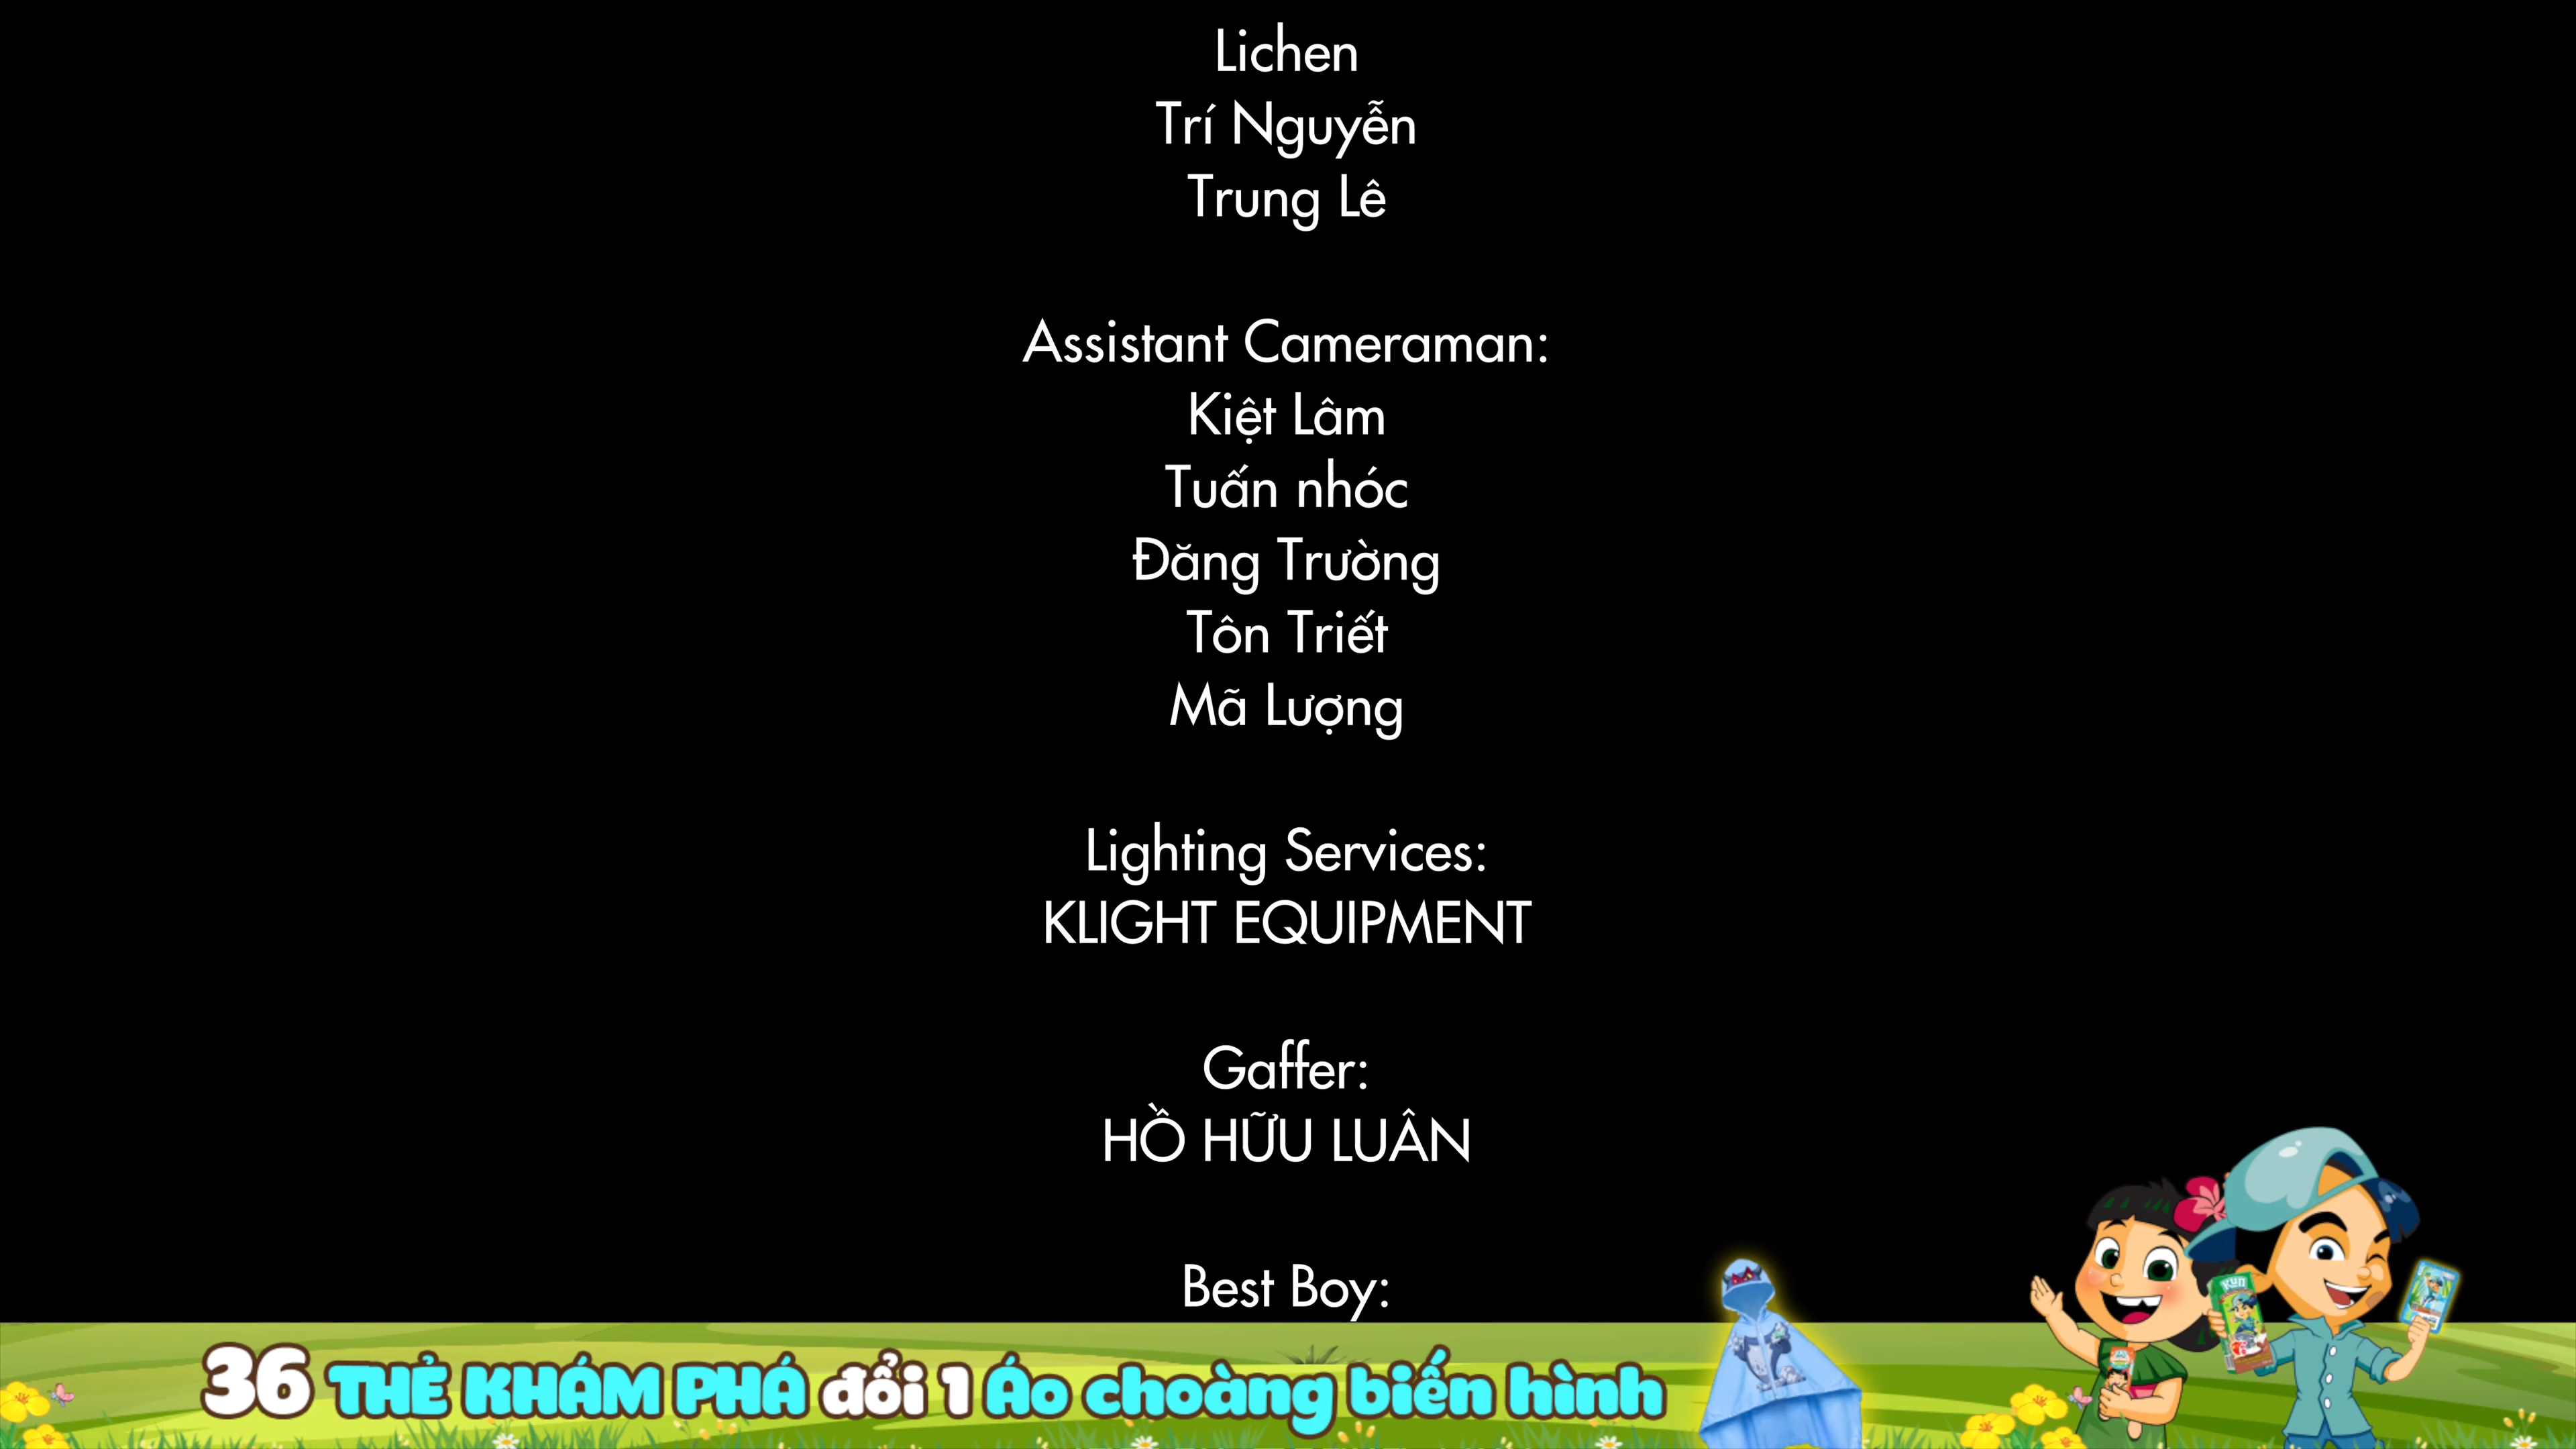 Lichen
Trí Nguyễn
Trung Lê
Assistant Cameraman:
Kiệt Lâm
Tuấn nhóc
Đăng Trường
Tôn Triết
Mã Lượng
Lighting Services:
KLIGHT EQUIPMENT
Gaffer:
HỒ HỮU LUÂN
Best Boy:
36 THẺ KHÁM PHÁ đổi 1 Áo choàng biến hình
KUN